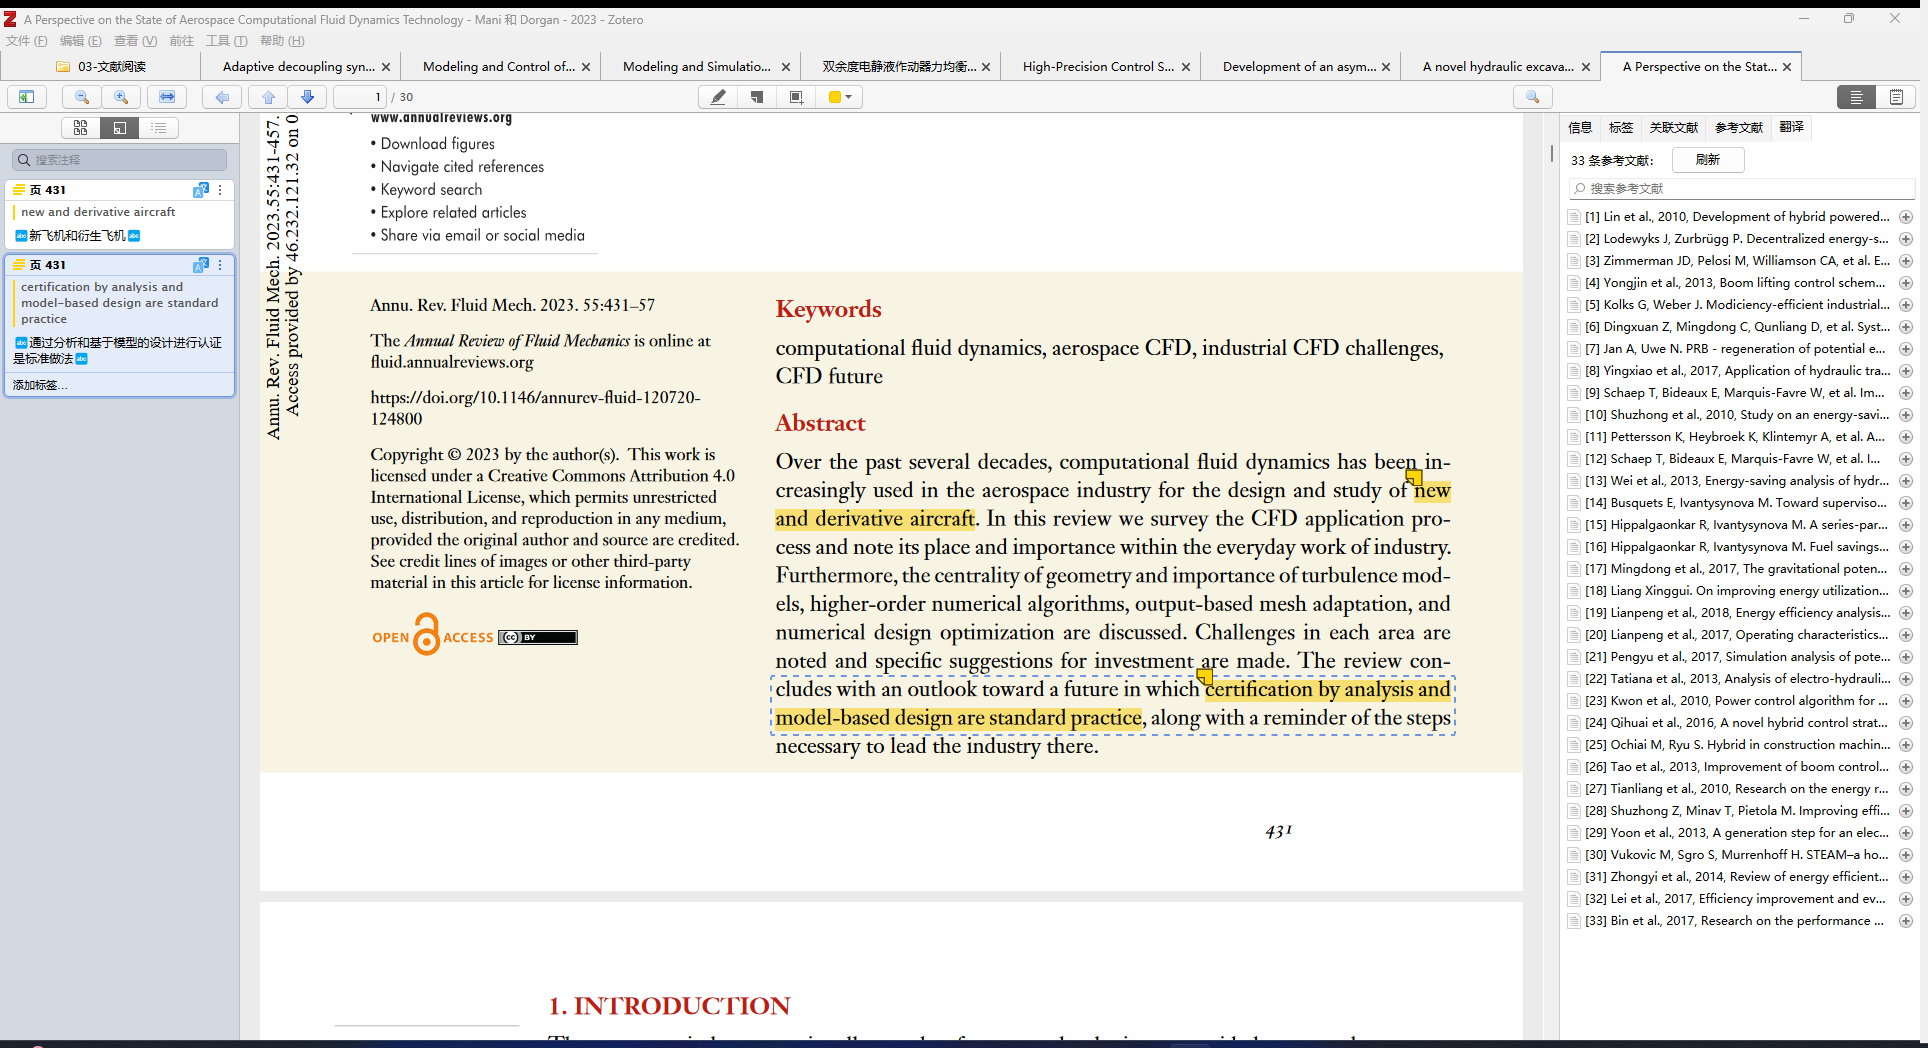 A Perspective on the State of Aerospace Computational Fluid Dynamics Technology - Mani 和 Dorgan - 2023 - Zotero
文件 (F) 编辑 (E) 查看 (V) 前往 工具 (T) 帮助 (H)
03-文献阅读
Adaptive decoupling syn...
Modeling and Control of...
Modeling and Simulatio...
双余度电静液作动器力均衡...
High-Precision Control S...
Development of an asym...
A novel hydraulic excava...
A Perspective on the Stat...
1 / 30
搜索注释
页 431
new and derivative aircraft
新飞机和衍生飞机
页 431
certification by analysis and
model-based design are standard
practice
通过分析和基于模型的设计进行认证
是标准做法
添加标签...
Annu. Rev. Fluid Mech. 2023.55:431-457.
Access provided by 46.232.121.32 on 0
www.annualreviews.org
• Download figures
• Navigate cited references
• Keyword search
• Explore related articles
• Share via email or social media
Annu. Rev. Fluid Mech. 2023. 55:431–57
The Annual Review of Fluid Mechanics is online at
fluid.annualreviews.org
https://doi.org/10.1146/annurev-fluid-120720-
124800
Copyright © 2023 by the author(s). This work is
licensed under a Creative Commons Attribution 4.0
International License, which permits unrestricted
use, distribution, and reproduction in any medium,
provided the original author and source are credited.
See credit lines of images or other third-party
material in this article for license information.
OPEN ACCESS
CC BY
Keywords
computational fluid dynamics, aerospace CFD, industrial CFD challenges,
CFD future
Abstract
Over the past several decades, computational fluid dynamics has been in-
creasingly used in the aerospace industry for the design and study of new
and derivative aircraft. In this review we survey the CFD application pro-
cess and note its place and importance within the everyday work of industry.
Furthermore, the centrality of geometry and importance of turbulence mod-
els, higher-order numerical algorithms, output-based mesh adaptation, and
numerical design optimization are discussed. Challenges in each area are
noted and specific suggestions for investment are made. The review con-
cludes with an outlook toward a future in which certification by analysis and
model-based design are standard practice, along with a reminder of the steps
necessary to lead the industry there.
431
1. INTRODUCTION
信息 标签 关联文献 参考文献 翻译
33 条参考文献: 刷新
搜索参考文献
[1] Lin et al., 2010, Development of hybrid powered...
[2] Lodewyks J, Zurbrügg P. Decentralized energy-s...
[3] Zimmerman JD, Pelosi M, Williamson CA, et al. E...
[4] Yongjin et al., 2013, Boom lifting control schem...
[5] Kolks G, Weber J. Modiciency-efficient industrial...
[6] Dingxuan Z, Mingdong C, Qunliang D, et al. Syst...
[7] Jan A, Uwe N. PRB - regeneration of potential e...
[8] Yingxiao et al., 2017, Application of hydraulic tra...
[9] Schaep T, Bideaux E, Marquis-Favre W, et al. Im...
[10] Shuzhong et al., 2010, Study on an energy-savi...
[11] Pettersson K, Heybroek K, Klintemyr A, et al. A...
[12] Schaep T, Bideaux E, Marquis-Favre W, et al. I...
[13] Wei et al., 2013, Energy-saving analysis of hydr...
[14] Busquets E, Ivantysynova M. Toward superviso...
[15] Hippalgaonkar R, Ivantysynova M. A series-par...
[16] Hippalgaonkar R, Ivantysynova M. Fuel savings...
[17] Mingdong et al., 2017, The gravitational poten...
[18] Liang Xinggui. On improving energy utilization...
[19] Lianpeng et al., 2018, Energy efficiency analysis...
[20] Lianpeng et al., 2017, Operating characteristics...
[21] Pengyu et al., 2017, Simulation analysis of pote...
[22] Tatiana et al., 2013, Analysis of electro-hydrauli...
[23] Kwon et al., 2010, Power control algorithm for ...
[24] Qihuai et al., 2016, A novel hybrid control strat...
[25] Ochiai M, Ryu S. Hybrid in construction machin...
[26] Tao et al., 2013, Improvement of boom control...
[27] Tianliang et al., 2010, Research on the energy r...
[28] Shuzhong Z, Minav T, Pietola M. Improving effi...
[29] Yoon et al., 2013, A generation step for an elec...
[30] Vukovic M, Sgro S, Murrenhoff H. STEAM–a ho...
[31] Zhongyi et al., 2014, Review of energy efficient...
[32] Lei et al., 2017, Efficiency improvement and ev...
[33] Bin et al., 2017, Research on the performance ...